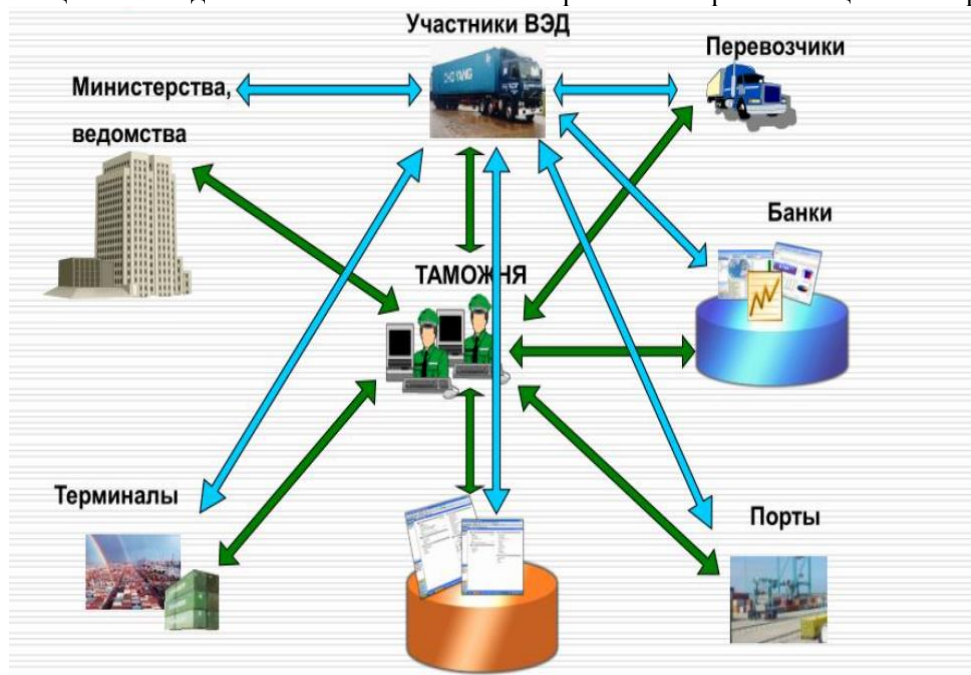 Участники ВЭД
Перевозчики
Министерства,
ведомства
Банки
ТАМОЖНЯ
Терминалы
Порты